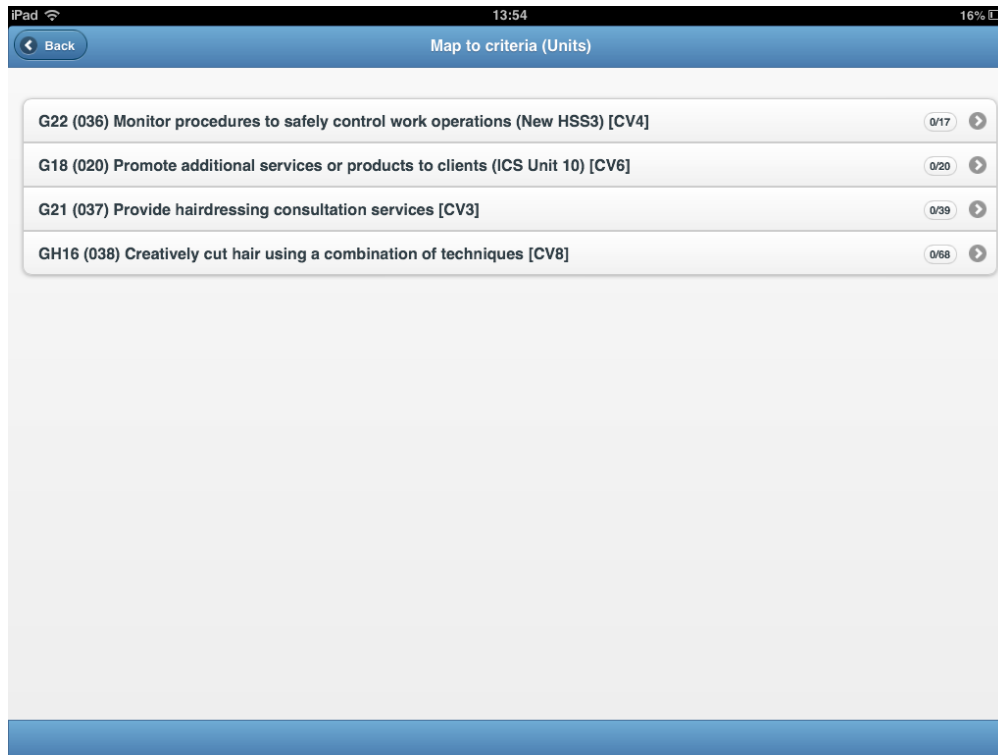 iPad 13:54 16%
Back Map to criteria (Units)
G22 (036) Monitor procedures to safely control work operations (New HSS3) [CV4] 0/17
G18 (020) Promote additional services or products to clients (ICS Unit 10) [CV6] 0/20
G21 (037) Provide hairdressing consultation services [CV3] 0/39
GH16 (038) Creatively cut hair using a combination of techniques [CV8] 0/68